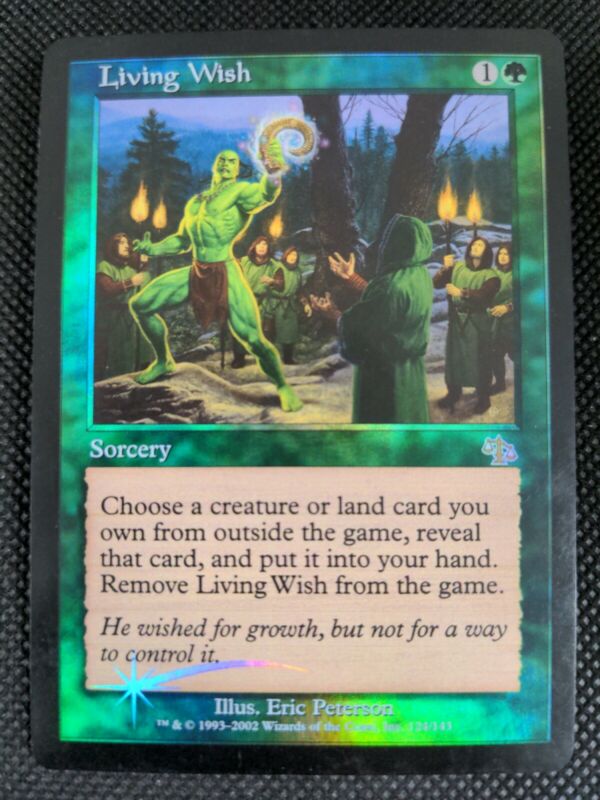 Living Wish 1
Sorcery
Choose a creature or land card you
own from outside the game, reveal
that card, and put it into your hand.
Remove Living Wish from the game.
He wished for growth, but not for a way
to control it.
Illus. Eric Peterson
™ & © 1993–2002 Wizards of the Coast, Inc. 124/143